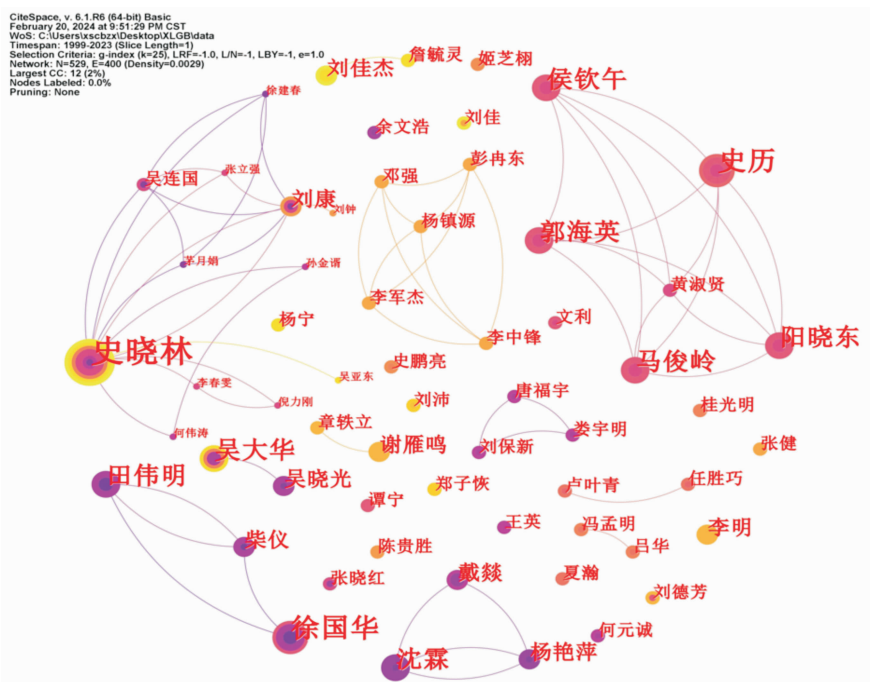 CiteSpace, v. 6.1.R6 (64-bit) Basic
February 20, 2024 at 9:51:29 PM CST
WoS: C:\Users\xscbzx\Desktop\XLGB\data
Timespan: 1999-2023 (Slice Length=1)
Selection Criteria: g-index (k=25), LRF=-1.0, L/N=-1, LBY=-1, e=1.0
Network: N=529, E=400 (Density=0.0029)
Largest CC: 12 (2%)
Nodes Labeled: 0.0%
Pruning: None
詹毓灵
刘佳杰
姬芝栩
侯钦午
徐建春
余文浩
刘佳
彭冉东
史历
吴连国
张立强
邓强
刘康
刘钟
杨镇源
郭海英
茅月娟
孙金谞
黄淑贤
李军杰
杨宁
文利
李中锋
阳晓东
史晓林
史鹏亮
马俊岭
吴亚东
李春雯
唐福宇
倪力刚
刘沛
桂光明
章轶立
娄宇明
何伟涛
谢雁鸣
刘保新
张健
吴大华
田伟明
吴晓光
郑子恢
卢叶青
任胜巧
谭宁
王英
冯孟明
李明
柴仪
陈贵胜
吕华
张晓红
戴燚
夏瀚
刘德芳
徐国华
何元诚
沈霖
杨艳萍